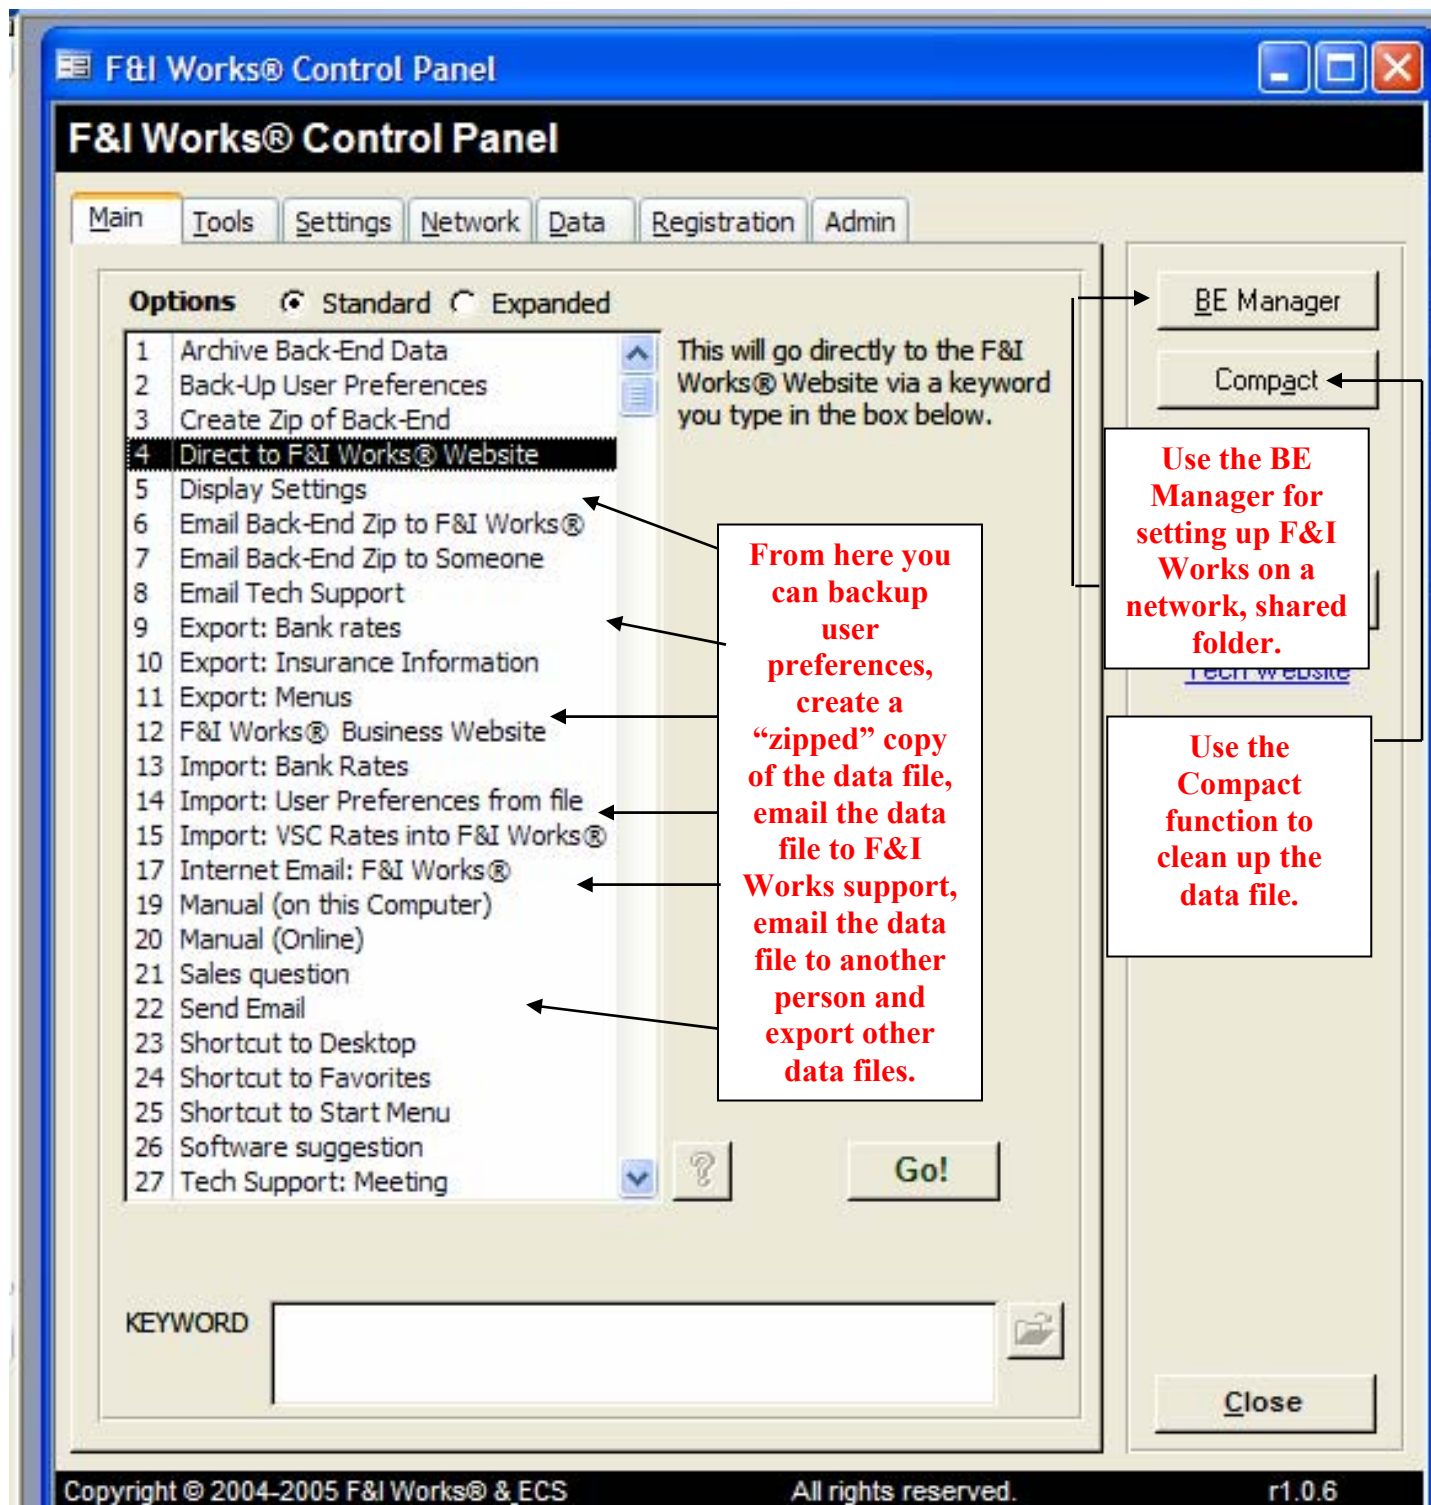 F&I Works® Control Panel
F&I Works® Control Panel
Main Tools Settings Network Data Registration Admin
Options Standard Expanded
1 Archive Back-End Data
2 Back-Up User Preferences
3 Create Zip of Back-End
4 Direct to F&I Works® Website
5 Display Settings
6 Email Back-End Zip to F&I Works®
7 Email Back-End Zip to Someone
8 Email Tech Support
9 Export: Bank rates
10 Export: Insurance Information
11 Export: Menus
12 F&I Works® Business Website
13 Import: Bank Rates
14 Import: User Preferences from file
15 Import: VSC Rates into F&I Works®
17 Internet Email: F&I Works®
19 Manual (on this Computer)
20 Manual (Online)
21 Sales question
22 Send Email
23 Shortcut to Desktop
24 Shortcut to Favorites
25 Shortcut to Start Menu
26 Software suggestion
27 Tech Support: Meeting
This will go directly to the F&I
Works® Website via a keyword
you type in the box below.
From here you
can backup
user
preferences,
create a
“zipped” copy
of the data file,
email the data
file to F&I
Works support,
email the data
file to another
person and
export other
data files.
?
Go!
KEYWORD
BE Manager
Compact
Use the BE
Manager for
setting up F&I
Works on a
network, shared
folder.
Tech Website
Use the
Compact
function to
clean up the
data file.
Close
Copyright © 2004-2005 F&I Works® & ECS All rights reserved. r1.0.6